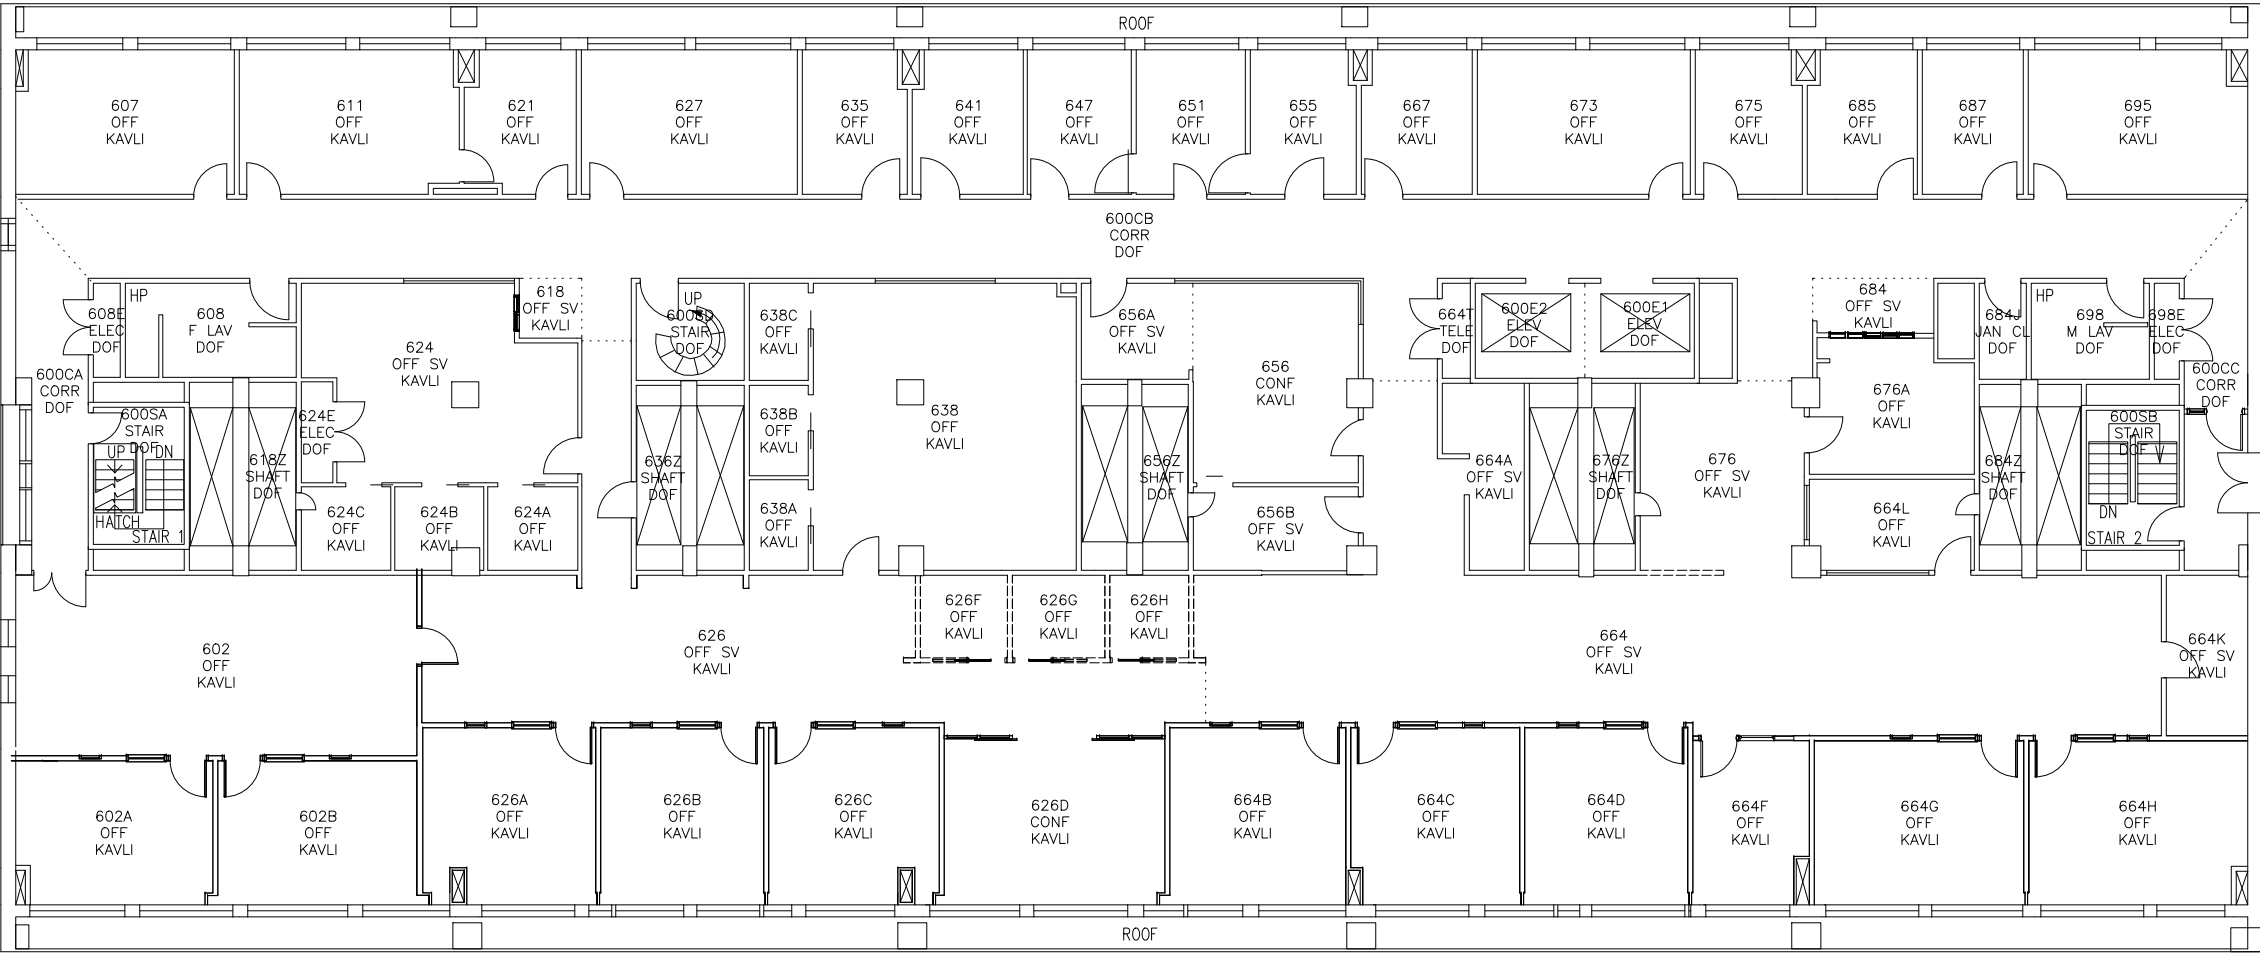 ROOF
607
OFF
KAVLI
611
OFF
KAVLI
621
OFF
KAVLI
627
OFF
KAVLI
635
OFF
KAVLI
641
OFF
KAVLI
647
OFF
KAVLI
651
OFF
KAVLI
655
OFF
KAVLI
667
OFF
KAVLI
673
OFF
KAVLI
675
OFF
KAVLI
685
OFF
KAVLI
687
OFF
KAVLI
695
OFF
KAVLI
600CB
CORR
DOF
608E
ELEC
DOF
HP
608
F LAV
DOF
618
OFF SV
KAVLI
624
OFF SV
KAVLI
UP
600SD
STAIR
DOF
638C
OFF
KAVLI
656A
OFF SV
KAVLI
656
CONF
KAVLI
664T
TELE
DOF
600E2
ELEV
DOF
600E1
ELEV
DOF
684
OFF SV
KAVLI
684J
JAN CL
DOF
HP
698
M LAV
DOF
698E
ELEC
DOF
600CA
CORR
DOF
600CC
CORR
DOF
600SA
STAIR
DOF
UP
DN
HATCH
STAIR 1
618Z
SHAFT
DOF
624E
ELEC
DOF
636Z
SHAFT
DOF
638B
OFF
KAVLI
638
OFF
KAVLI
656Z
SHAFT
DOF
664A
OFF SV
KAVLI
676Z
SHAFT
DOF
676
OFF SV
KAVLI
676A
OFF
KAVLI
684Z
SHAFT
DOF
600SB
STAIR
DOF
DN
STAIR 2
624C
OFF
KAVLI
624B
OFF
KAVLI
624A
OFF
KAVLI
638A
OFF
KAVLI
656B
OFF SV
KAVLI
664L
OFF
KAVLI
602
OFF
KAVLI
626
OFF SV
KAVLI
626F
OFF
KAVLI
626G
OFF
KAVLI
626H
OFF
KAVLI
664
OFF SV
KAVLI
664K
OFF SV
KAVLI
602A
OFF
KAVLI
602B
OFF
KAVLI
626A
OFF
KAVLI
626B
OFF
KAVLI
626C
OFF
KAVLI
626D
CONF
KAVLI
664B
OFF
KAVLI
664C
OFF
KAVLI
664D
OFF
KAVLI
664F
OFF
KAVLI
664G
OFF
KAVLI
664H
OFF
KAVLI
ROOF